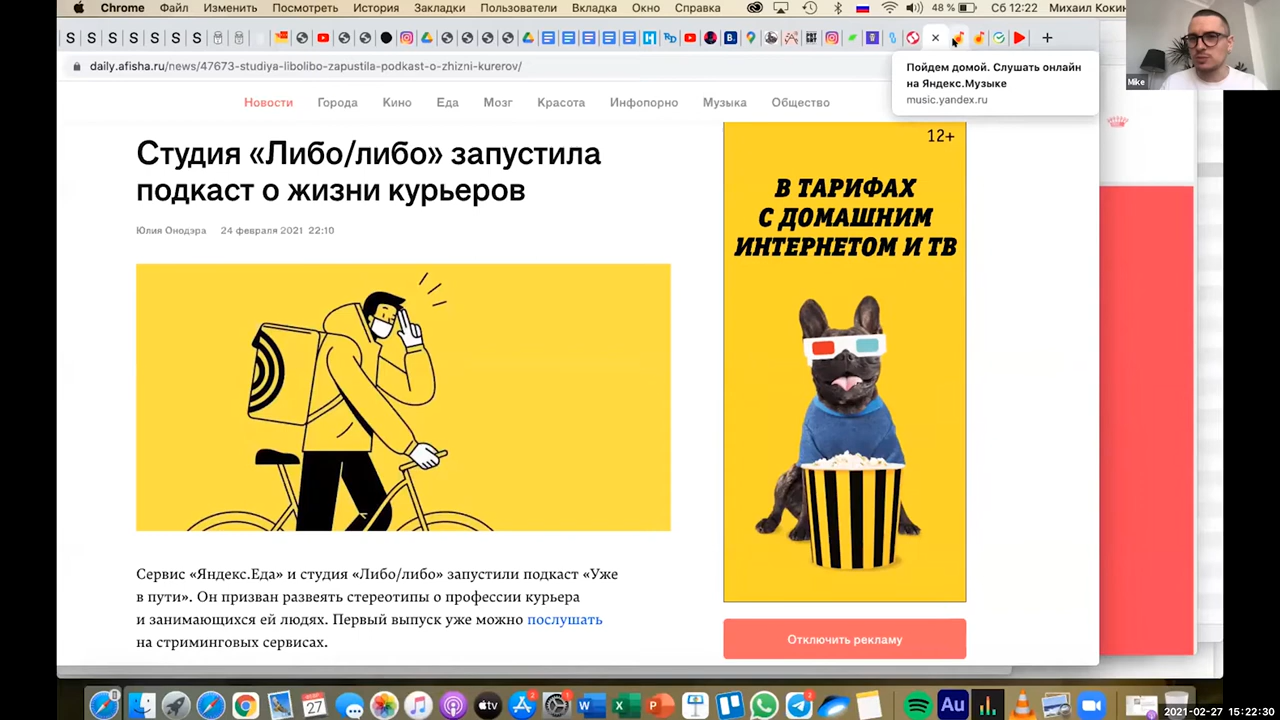 Chrome Файл Изменить Посмотреть История Закладки Пользователи Вкладка Окно Справка 48 % Сб 12:22 Михаил Кокин
daily.afisha.ru/news/47673-studiya-libolibo-zapustila-podkast-o-zhizni-kurerov/
Пойдем домой. Слушать онлайн
на Яндекс.Музыке
music.yandex.ru
Mike
Новости Города Кино Еда Мозг Красота Инфопорно Музыка Общество
Студия «Либо/либо» запустила
подкаст о жизни курьеров
Юлия Онодэра 24 февраля 2021 22:10
12+
В ТАРИФАХ
С ДОМАШНИМ
ИНТЕРНЕТОМ И ТВ
Сервис «Яндекс.Еда» и студия «Либо/либо» запустили подкаст «Уже
в пути». Он призван развеять стереотипы о профессии курьера
и занимающихся ей людях. Первый выпуск уже можно послушать
на стриминговых сервисах.
Отключить рекламу
27
Au
2021-02-27 15:22:30